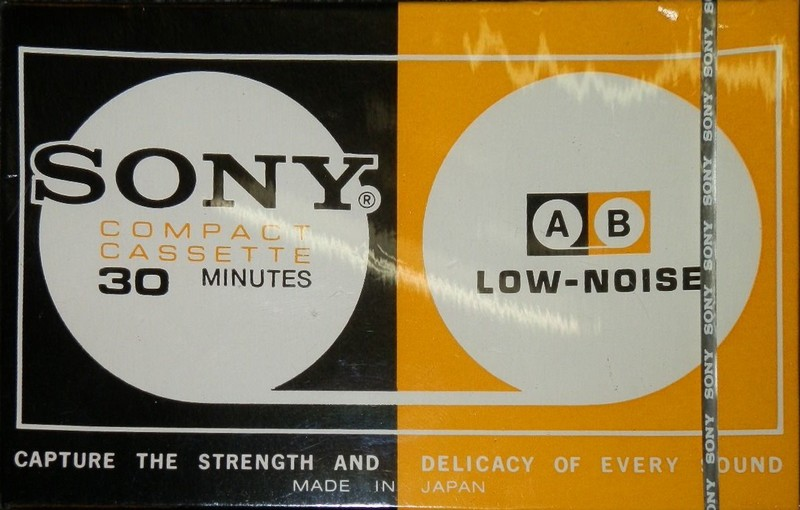 SONY®
COMPACT
CASSETTE
30 MINUTES
A B
LOW-NOISE
CAPTURE THE STRENGTH AND DELICACY OF EVERY OUND
MADE IN JAPAN
SONY SONY SONY SONY SONY SONY SONY